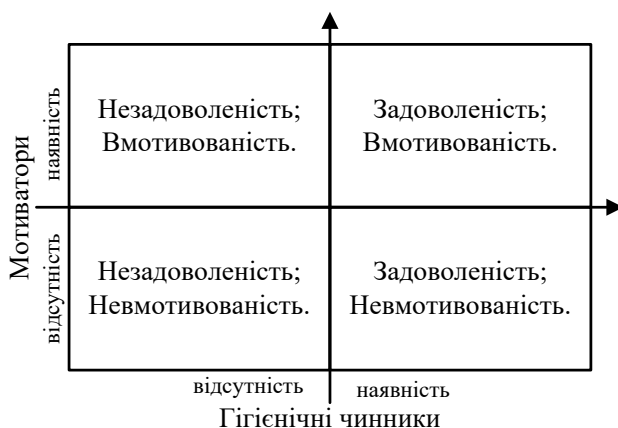 Мотиватори
наявність
відсутність
Незадоволеність;
Вмотивованість.
Задоволеність;
Вмотивованість.
Незадоволеність;
Невмотивованість.
Задоволеність;
Невмотивованість.
відсутність
наявність
Гігієнічні чинники